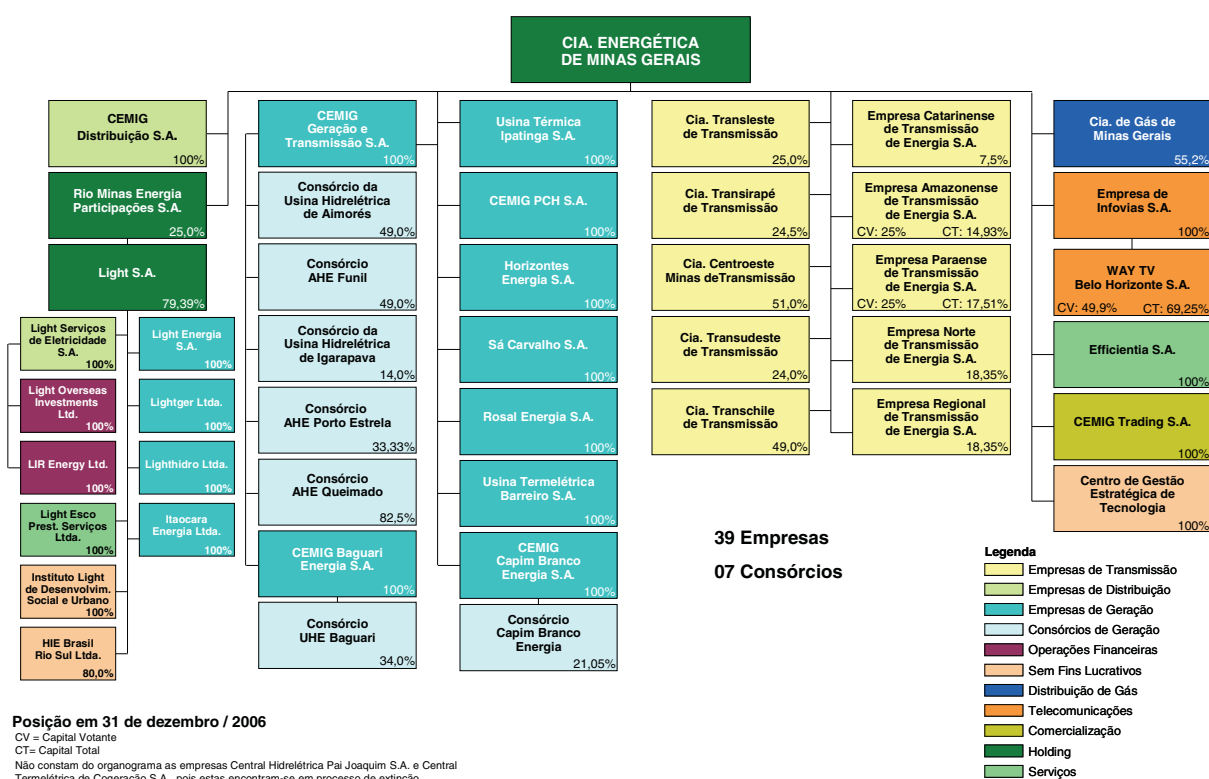 CIA. ENERGÉTICA
DE MINAS GERAIS
CEMIG
Distribuição S.A.
100%
Rio Minas Energia
Participações S.A.
25,0%
Light S.A.
79,39%
Light Serviços
de Eletricidade
S.A.
100%
Light Overseas
Investments
Ltd.
100%
LIR Energy Ltd.
100%
Light Esco
Prest. Serviços
Ltda.
100%
Instituto Light
de Desenvolvim.
Social e Urbano
100%
HIE Brasil
Rio Sul Ltda.
80,0%
Light Energia
S.A.
100%
Lightger Ltda.
100%
Lighthidro Ltda.
100%
Itaocara
Energia Ltda.
100%
CEMIG
Geração e
Transmissão S.A.
100%
Consórcio da
Usina Hidrelétrica
de Aimorés
49,0%
Consórcio
AHE Funil
49,0%
Consórcio da
Usina Hidrelétrica
de Igarapava
14,0%
Consórcio
AHE Porto Estrela
33,33%
Consórcio
AHE Queimado
82,5%
CEMIG Baguari
Energia S.A.
100%
Consórcio
UHE Baguari
34,0%
Usina Térmica
Ipatinga S.A.
100%
CEMIG PCH S.A.
100%
Horizontes
Energia S.A.
100%
Sá Carvalho S.A.
100%
Rosal Energia S.A.
100%
Usina Termelétrica
Barreiro S.A.
100%
CEMIG
Capim Branco
Energia S.A.
100%
Consórcio
Capim Branco
Energia
21,05%
Cia. Transleste
de Transmissão
25,0%
Cia. Transirapé
de Transmissão
24,5%
Cia. Centroeste
Minas deTransmissão
51,0%
Cia. Transudeste
de Transmissão
24,0%
Cia. Transchile
de Transmissão
49,0%
Empresa Catarinense
de Transmissão
de Energia S.A.
7,5%
Empresa Amazonense
de Transmissão
de Energia S.A.
CV: 25% CT: 14,93%
Empresa Paraense
de Transmissão
de Energia S.A.
CV: 25% CT: 17,51%
Empresa Norte
de Transmissão
de Energia S.A.
18,35%
Empresa Regional
de Transmissão
de Energia S.A.
18,35%
Cia. de Gás de
Minas Gerais
55,2%
Empresa de
Infovias S.A.
100%
WAY TV
Belo Horizonte S.A.
CV: 49,9% CT: 69,25%
Efficientia S.A.
100%
CEMIG Trading S.A.
100%
Centro de Gestão
Estratégica de
Tecnologia
100%
39 Empresas
07 Consórcios
Legenda
Empresas de Transmissão
Empresas de Distribuição
Empresas de Geração
Consórcios de Geração
Operações Financeiras
Sem Fins Lucrativos
Distribuição de Gás
Telecomunicações
Comercialização
Holding
Serviços
Posição em 31 de dezembro / 2006
CV = Capital Votante
CT= Capital Total
Não constam do organograma as empresas Central Hidrelétrica Pai Joaquim S.A. e Central
Termelétrica de Cogeração S.A., pois estas encontram-se em processo de extinção